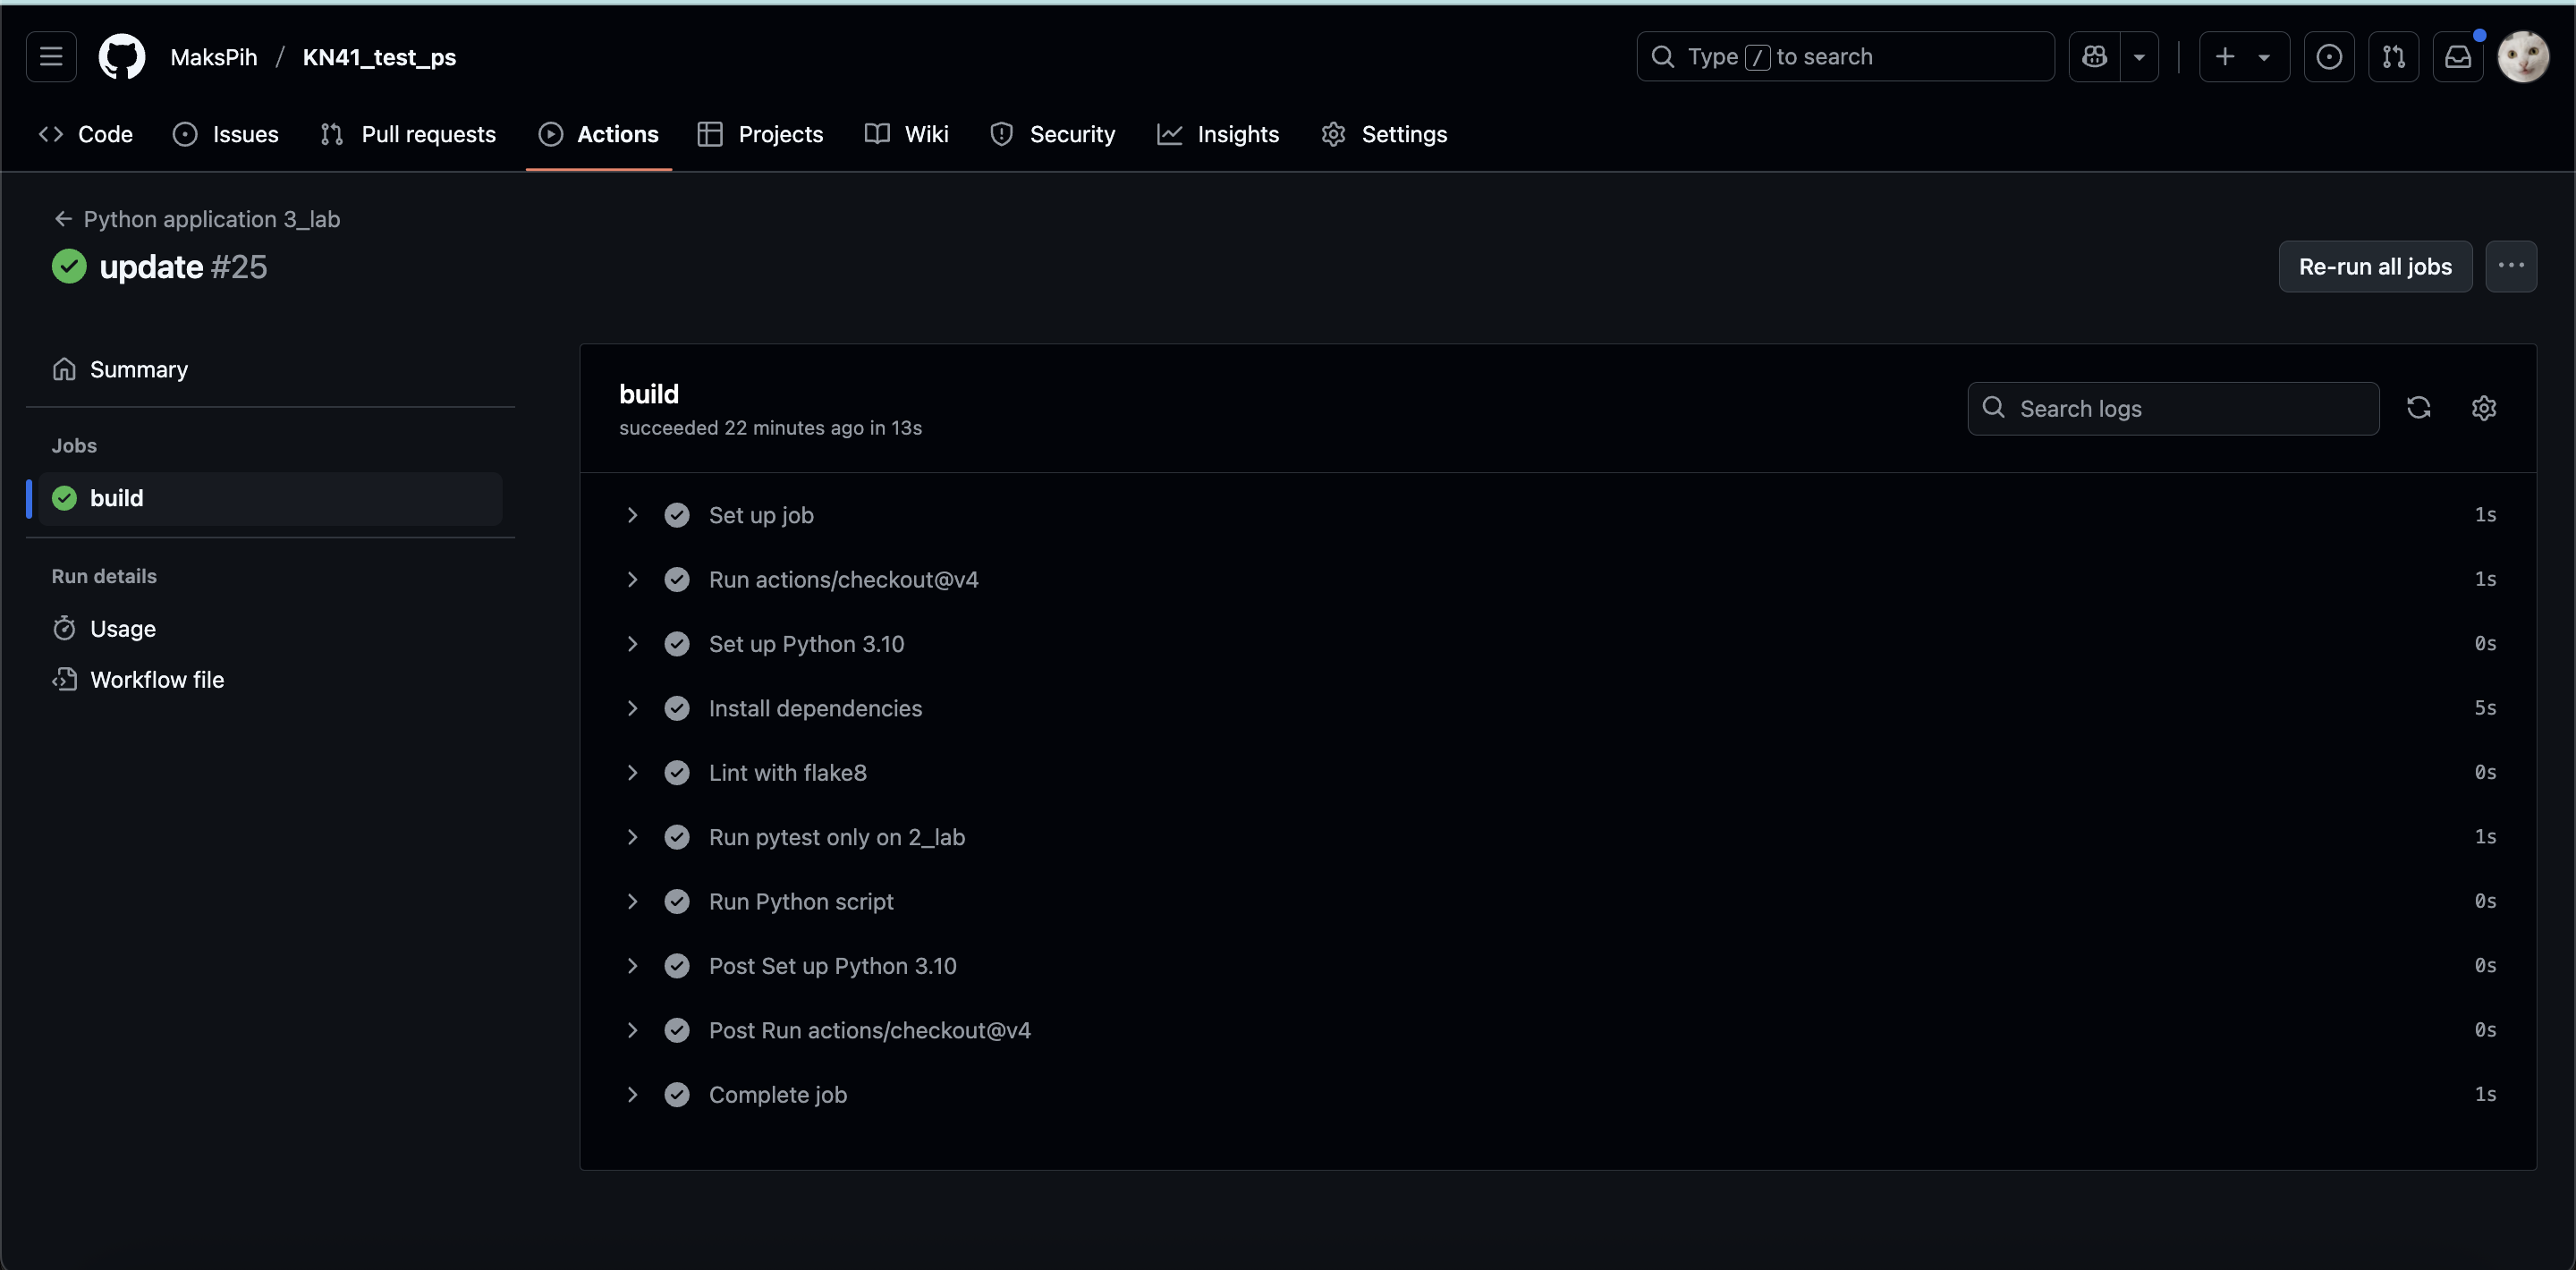 MaksPih / KN41_test_ps
Type / to search
Code Issues Pull requests Actions Projects Wiki Security Insights Settings
Python application 3_lab
update #25
Re-run all jobs
Summary
Jobs
build
Run details
Usage
Workflow file
build
succeeded 22 minutes ago in 13s
Search logs
Set up job 1s
Run actions/checkout@v4 1s
Set up Python 3.10 0s
Install dependencies 5s
Lint with flake8 0s
Run pytest only on 2_lab 1s
Run Python script 0s
Post Set up Python 3.10 0s
Post Run actions/checkout@v4 0s
Complete job 1s